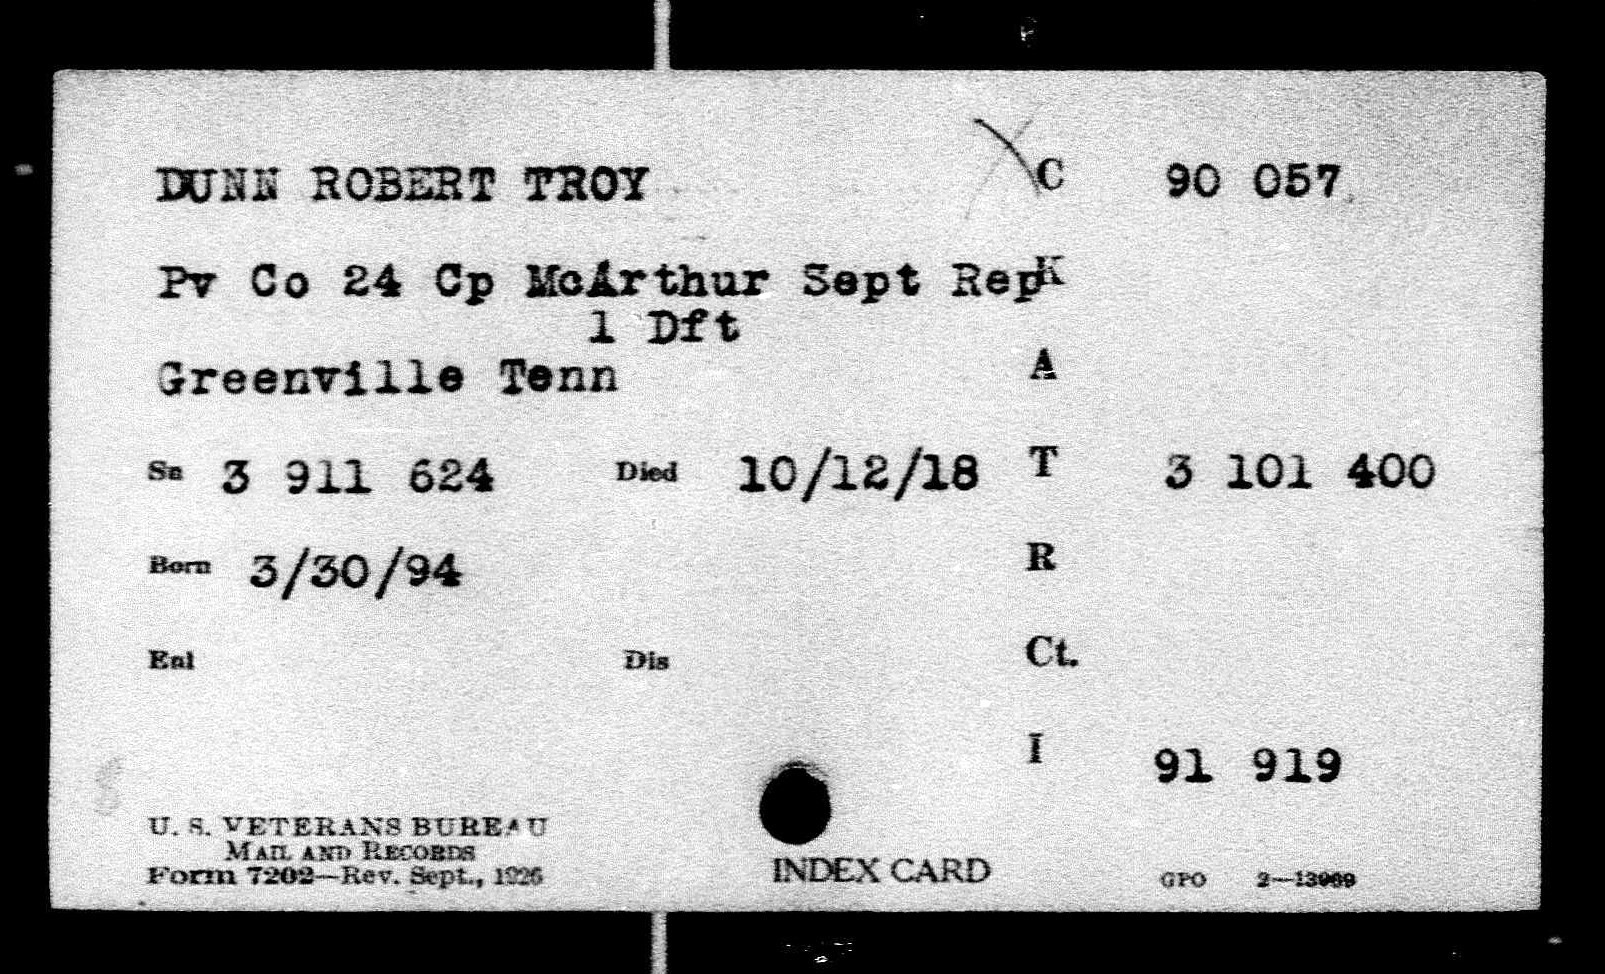 DUNN ROBERT TROY C 90 057
Pv Co 24 Cp McArthur Sept Rep K
1 Dft
Greenville Tenn A
Sn 3 911 624 Died 10/12/18 T 3 101 400
Born 3/30/94 R
Enl Dis Ct.
I 91 919
U. S. VETERANS BUREAU
MAIL AND RECORDS
Form 7202—Rev. Sept., 1926
INDEX CARD
GPO